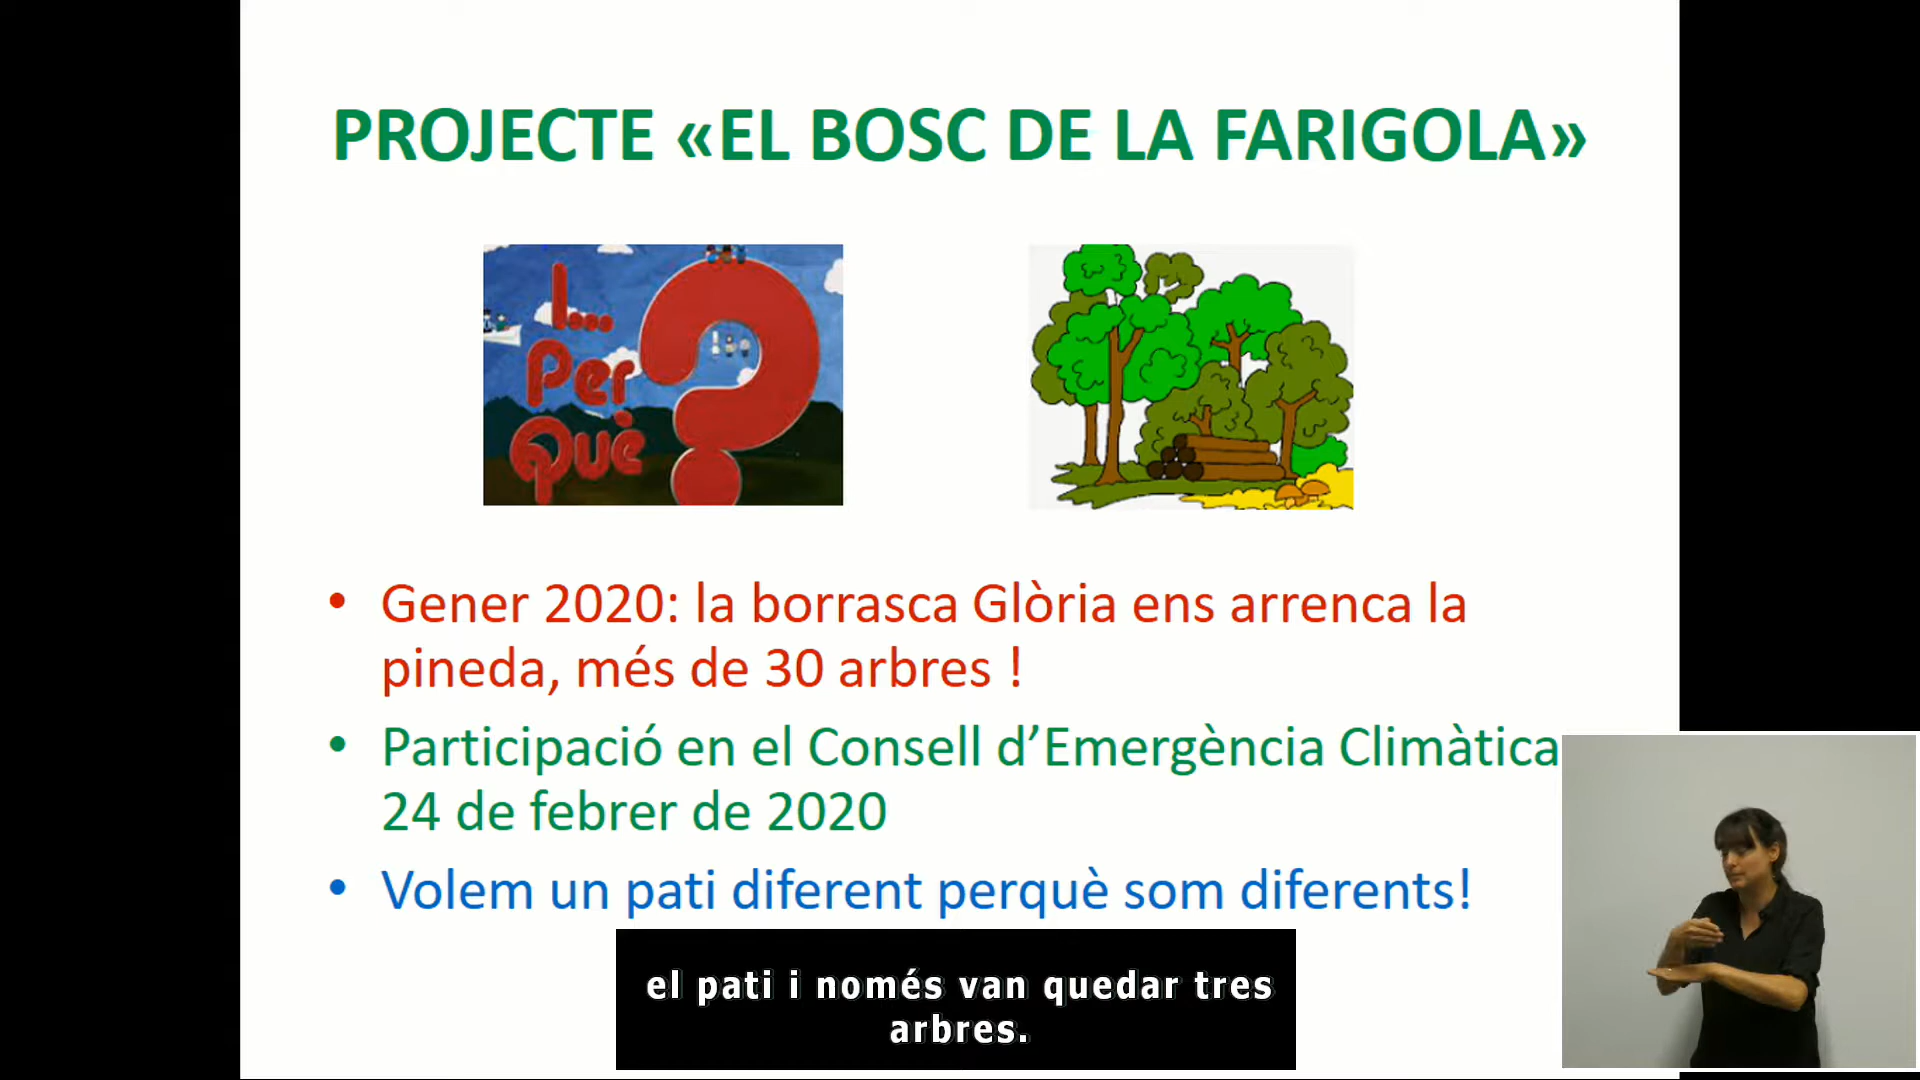 PROJECTE «EL BOSC DE LA FARIGOLA»
I...
Per
què
?
• Gener 2020: la borrasca Glòria ens arrenca la
pineda, més de 30 arbres !
• Participació en el Consell d’Emergència Climàtica
24 de febrer de 2020
• Volem un pati diferent perquè som diferents!
el pati i només van quedar tres
arbres.